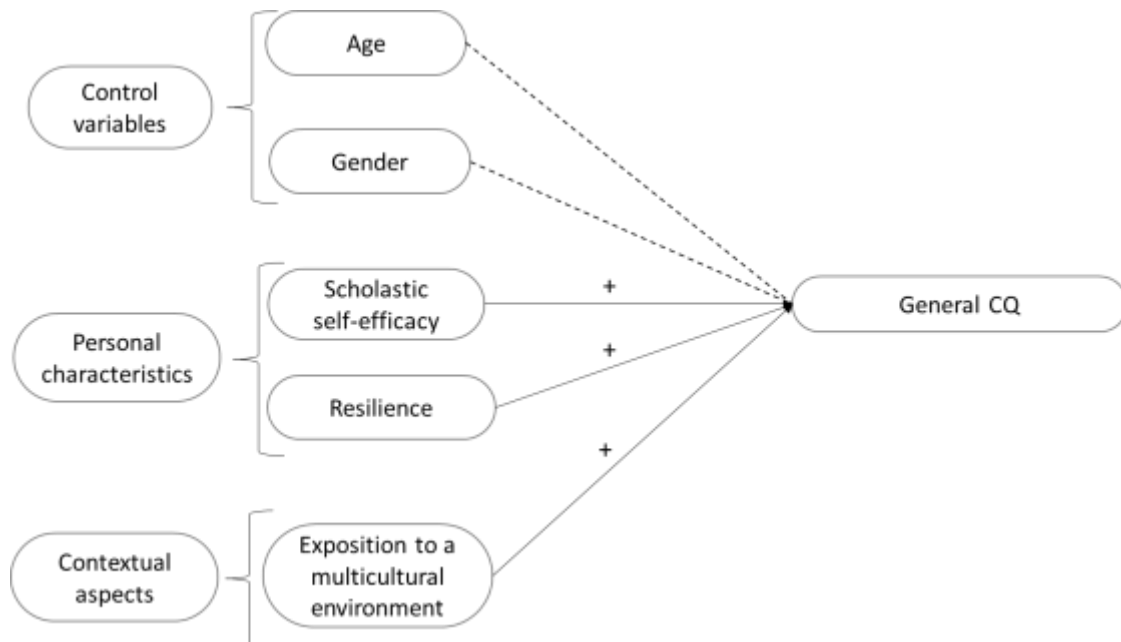 Control
variables
Age
Gender
Personal
characteristics
Scholastic
self-efficacy
+
Resilience
+
Contextual
aspects
Exposition to a
multicultural
environment
+
General CQ